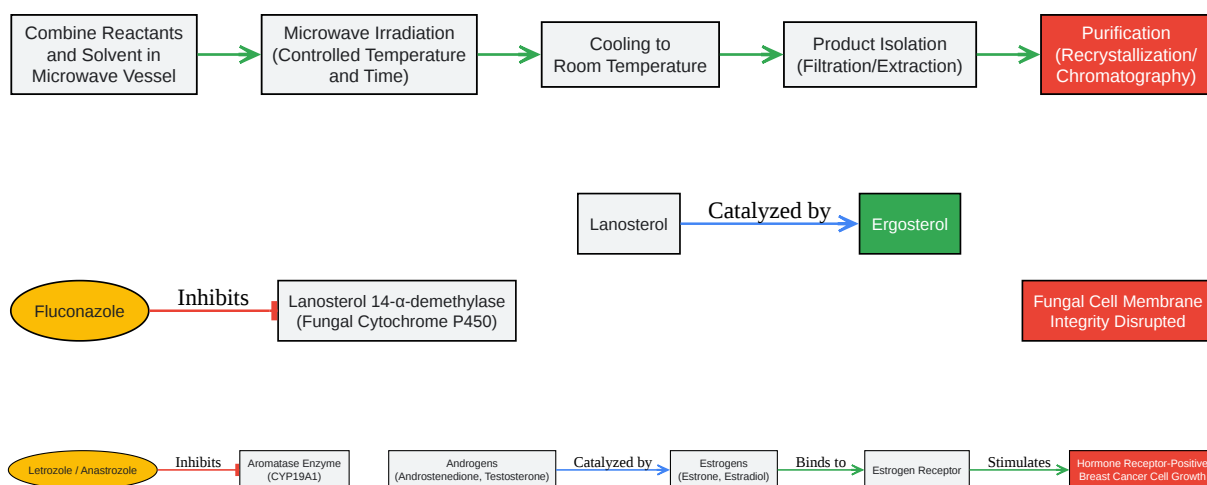 Combine Reactants
and Solvent in
Microwave Vessel
Microwave Irradiation
(Controlled Temperature
and Time)
Cooling to
Room Temperature
Product Isolation
(Filtration/Extraction)
Purification
(Recrystallization/
Chromatography)
Lanosterol
Catalyzed by
Ergosterol
Fluconazole
Inhibits
Lanosterol 14-α-demethylase
(Fungal Cytochrome P450)
Fungal Cell Membrane
Integrity Disrupted
Letrozole / Anastrozole
Inhibits
Aromatase Enzyme
(CYP19A1)
Androgens
(Androstenedione, Testosterone)
Catalyzed by
Estrogens
(Estrone, Estradiol)
Binds to
Estrogen Receptor
Stimulates
Hormone Receptor-Positive
Breast Cancer Cell Growth